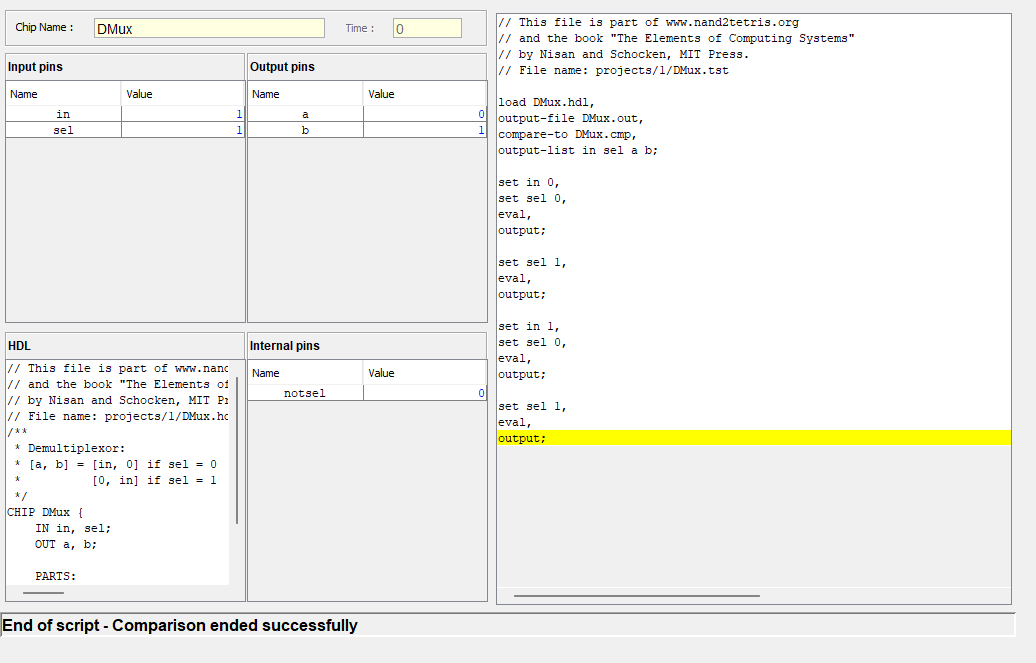 Chip Name : DMux Time : 0
Input pins
Name Value
in 1
sel 1
Output pins
Name Value
a 0
b 1
HDL
// This file is part of www.nand
// and the book "The Elements of
// by Nisan and Schocken, MIT Pr
// File name: projects/1/DMux.hd
/**
* Demultiplexor:
* [a, b] = [in, 0] if sel = 0
* [0, in] if sel = 1
*/
CHIP DMux {
IN in, sel;
OUT a, b;
PARTS:
Internal pins
Name Value
notsel 0
// This file is part of www.nand2tetris.org
// and the book "The Elements of Computing Systems"
// by Nisan and Schocken, MIT Press.
// File name: projects/1/DMux.tst
load DMux.hdl,
output-file DMux.out,
compare-to DMux.cmp,
output-list in sel a b;
set in 0,
set sel 0,
eval,
output;
set sel 1,
eval,
output;
set in 1,
set sel 0,
eval,
output;
set sel 1,
eval,
output;
End of script - Comparison ended successfully